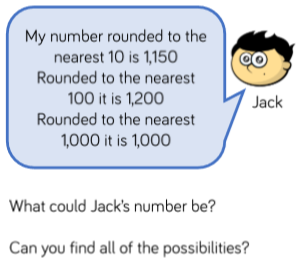 My number rounded to the
nearest 10 is 1,150
Rounded to the nearest
100 it is 1,200
Rounded to the nearest
1,000 it is 1,000
Jack
What could Jack's number be?
Can you find all of the possibilities?